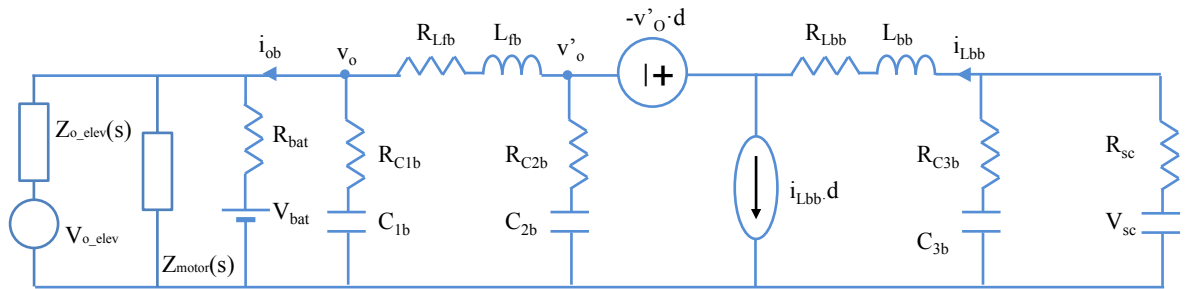 -v'O·d
RLfb
Lfb
RLbb
Lbb
iob
vo
v'o
iLbb
|+
Zo_elev(s)
Rbat
RC1b
RC2b
RC3b
Rsc
iLbb·d
Vbat
C1b
C2b
C3b
Vsc
Vo_elev
Zmotor(s)